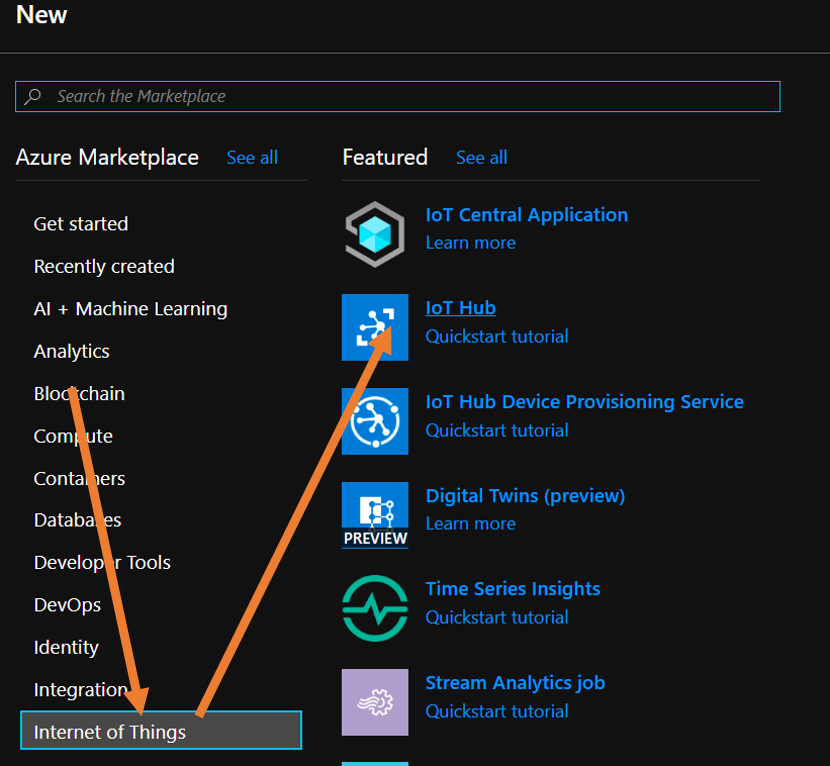 New
Search the Marketplace
Azure Marketplace See all
Get started
Recently created
AI + Machine Learning
Analytics
Blockchain
Compute
Containers
Databases
Developer Tools
DevOps
Identity
Integration
Internet of Things
Featured See all
IoT Central Application
Learn more
IoT Hub
Quickstart tutorial
IoT Hub Device Provisioning Service
Quickstart tutorial
PREVIEW
Digital Twins (preview)
Learn more
Time Series Insights
Quickstart tutorial
Stream Analytics job
Quickstart tutorial